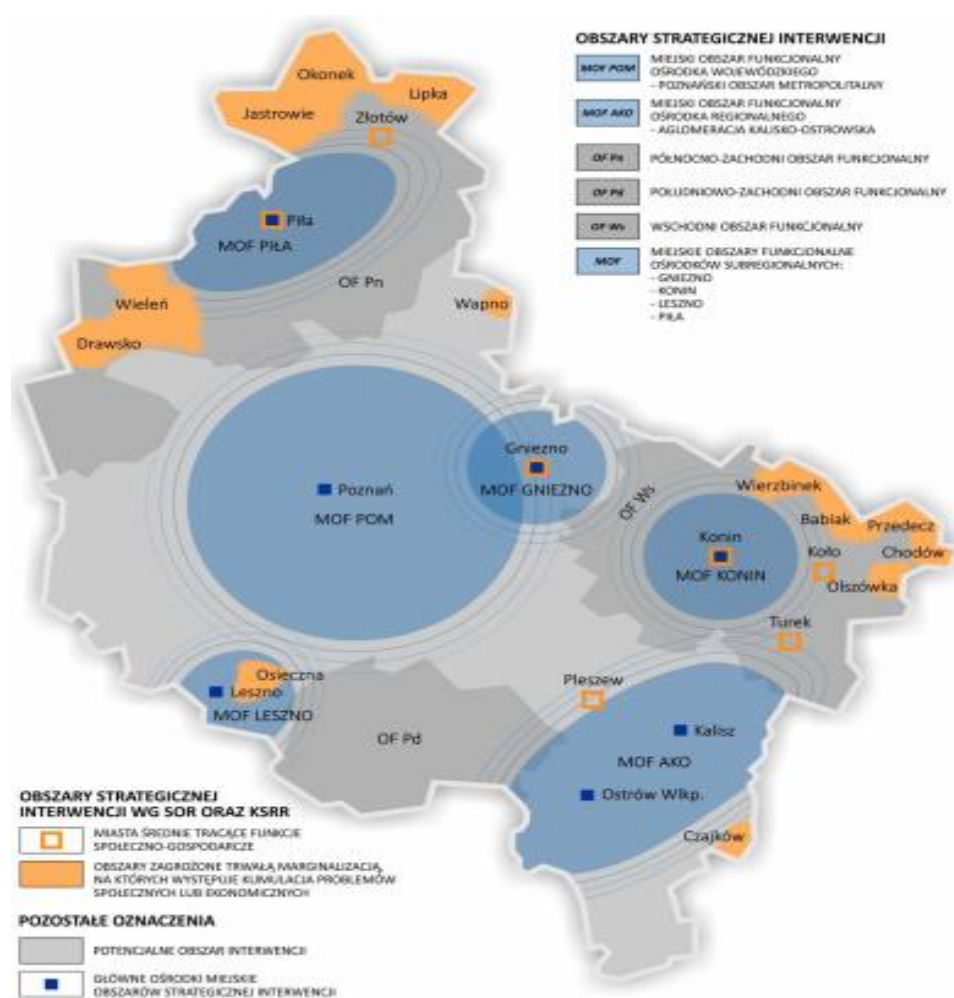 OBSZARY STRATEGICZNEJ INTERWENCJI
MOF POM
MIEJSKI OBSZAR FUNKCJONALNY
OŚRODKA WOJEWÓDZKIEGO
- POZNAŃSKI OBSZAR METROPOLITALNY
MOF AKO
MIEJSKI OBSZAR FUNKCJONALNY
OŚRODKA REGIONALNEGO
- AGLOMERACJA KALISKO-OSTROWSKA
OF Pn
PÓŁNOCNO-ZACHODNI OBSZAR FUNKCJONALNY
OF Pd
POŁUDNIOWO-ZACHODNI OBSZAR FUNKCJONALNY
OF Ws
WSCHODNI OBSZAR FUNKCJONALNY
MOF
MIEJSKIE OBSZARY FUNKCJONALNE
OŚRODKÓW SUBREGIONALNYCH:
- GNIEZNO
- KONIN
- LESZNO
- PIŁA
Okonek
Lipka
Jastrowie
Złotów
Piła
MOF PIŁA
OF Pn
Wieleń
Wapno
Drawsko
Gniezno
MOF GNIEZNO
Poznań
MOF POM
OF Ws
Wierzbinek
Babiak
Przedecz
Konin
Koło
Chodów
MOF KONIN
Olszówka
Turek
Osieczna
Leszno
MOF LESZNO
Pleszew
OF Pd
Kalisz
MOF AKO
Ostrów Wlkp.
Czajków
OBSZARY STRATEGICZNEJ
INTERWENCJI WG SOR ORAZ KSRR
MIASTA ŚREDNIE TRACĄCE FUNKCJE
SPOŁECZNO-GOSPODARCZE
OBSZARY ZAGROŻONE TRWAŁĄ MARGINALIZACJĄ,
NA KTÓRYCH WYSTĘPUJE KUMULACJA PROBLEMÓW
SPOŁECZNYCH LUB EKONOMICZNYCH
POZOSTAŁE OZNACZENIA
POTENCJALNE OBSZARY INTERWENCJI
GŁÓWNE OŚRODKI MIEJSKIE
OBSZARÓW STRATEGICZNEJ INTERWENCJI